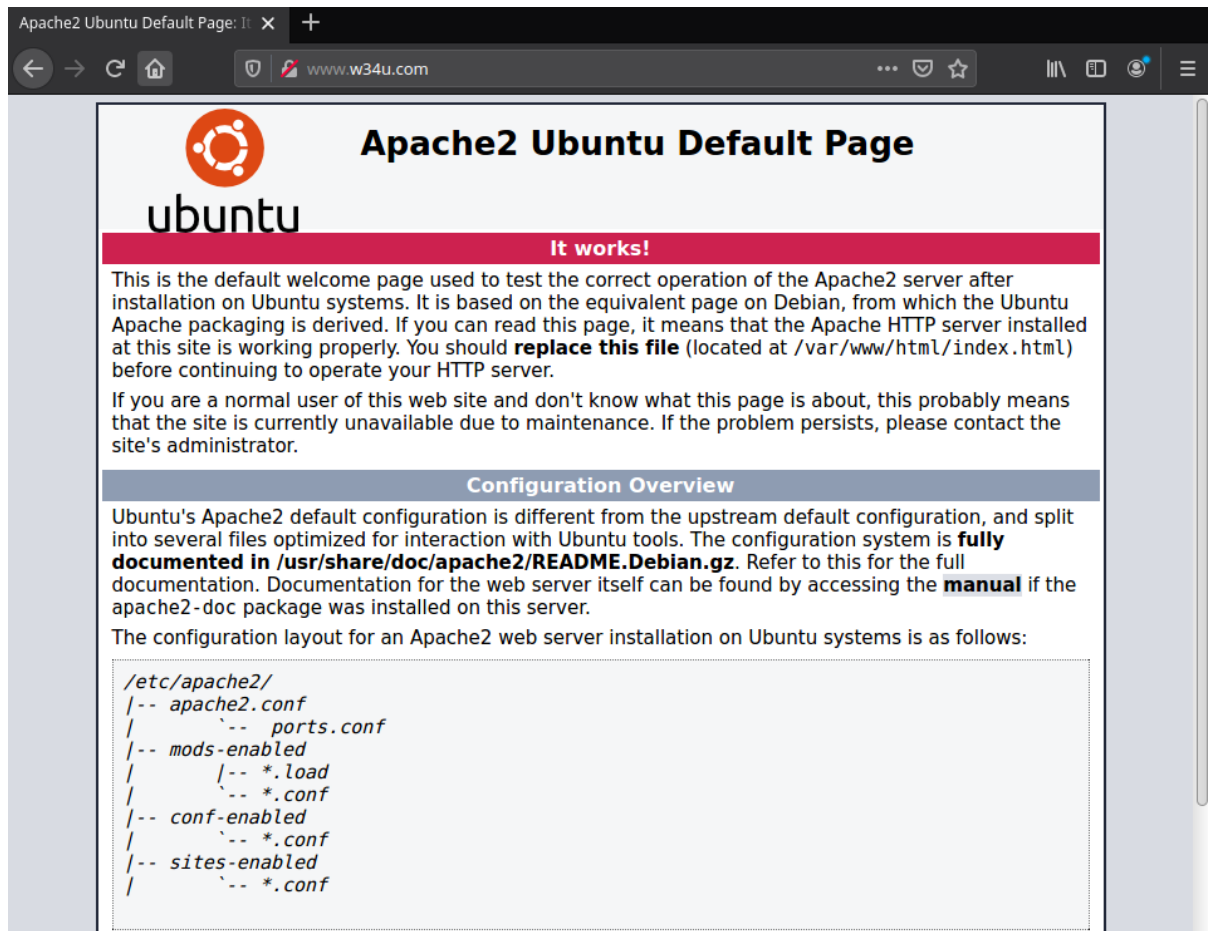 Apache2 Ubuntu Default Page: It
www.w34u.com
Apache2 Ubuntu Default Page
ubuntu
It works!
This is the default welcome page used to test the correct operation of the Apache2 server after
installation on Ubuntu systems. It is based on the equivalent page on Debian, from which the Ubuntu
Apache packaging is derived. If you can read this page, it means that the Apache HTTP server installed
at this site is working properly. You should replace this file (located at /var/www/html/index.html)
before continuing to operate your HTTP server.
If you are a normal user of this web site and don't know what this page is about, this probably means
that the site is currently unavailable due to maintenance. If the problem persists, please contact the
site's administrator.
Configuration Overview
Ubuntu's Apache2 default configuration is different from the upstream default configuration, and split
into several files optimized for interaction with Ubuntu tools. The configuration system is fully
documented in /usr/share/doc/apache2/README.Debian.gz. Refer to this for the full
documentation. Documentation for the web server itself can be found by accessing the manual if the
apache2-doc package was installed on this server.
The configuration layout for an Apache2 web server installation on Ubuntu systems is as follows:
/etc/apache2/
|-- apache2.conf
|       `--  ports.conf
|-- mods-enabled
|       |-- *.load
|       `-- *.conf
|-- conf-enabled
|       `-- *.conf
|-- sites-enabled
|       `-- *.conf